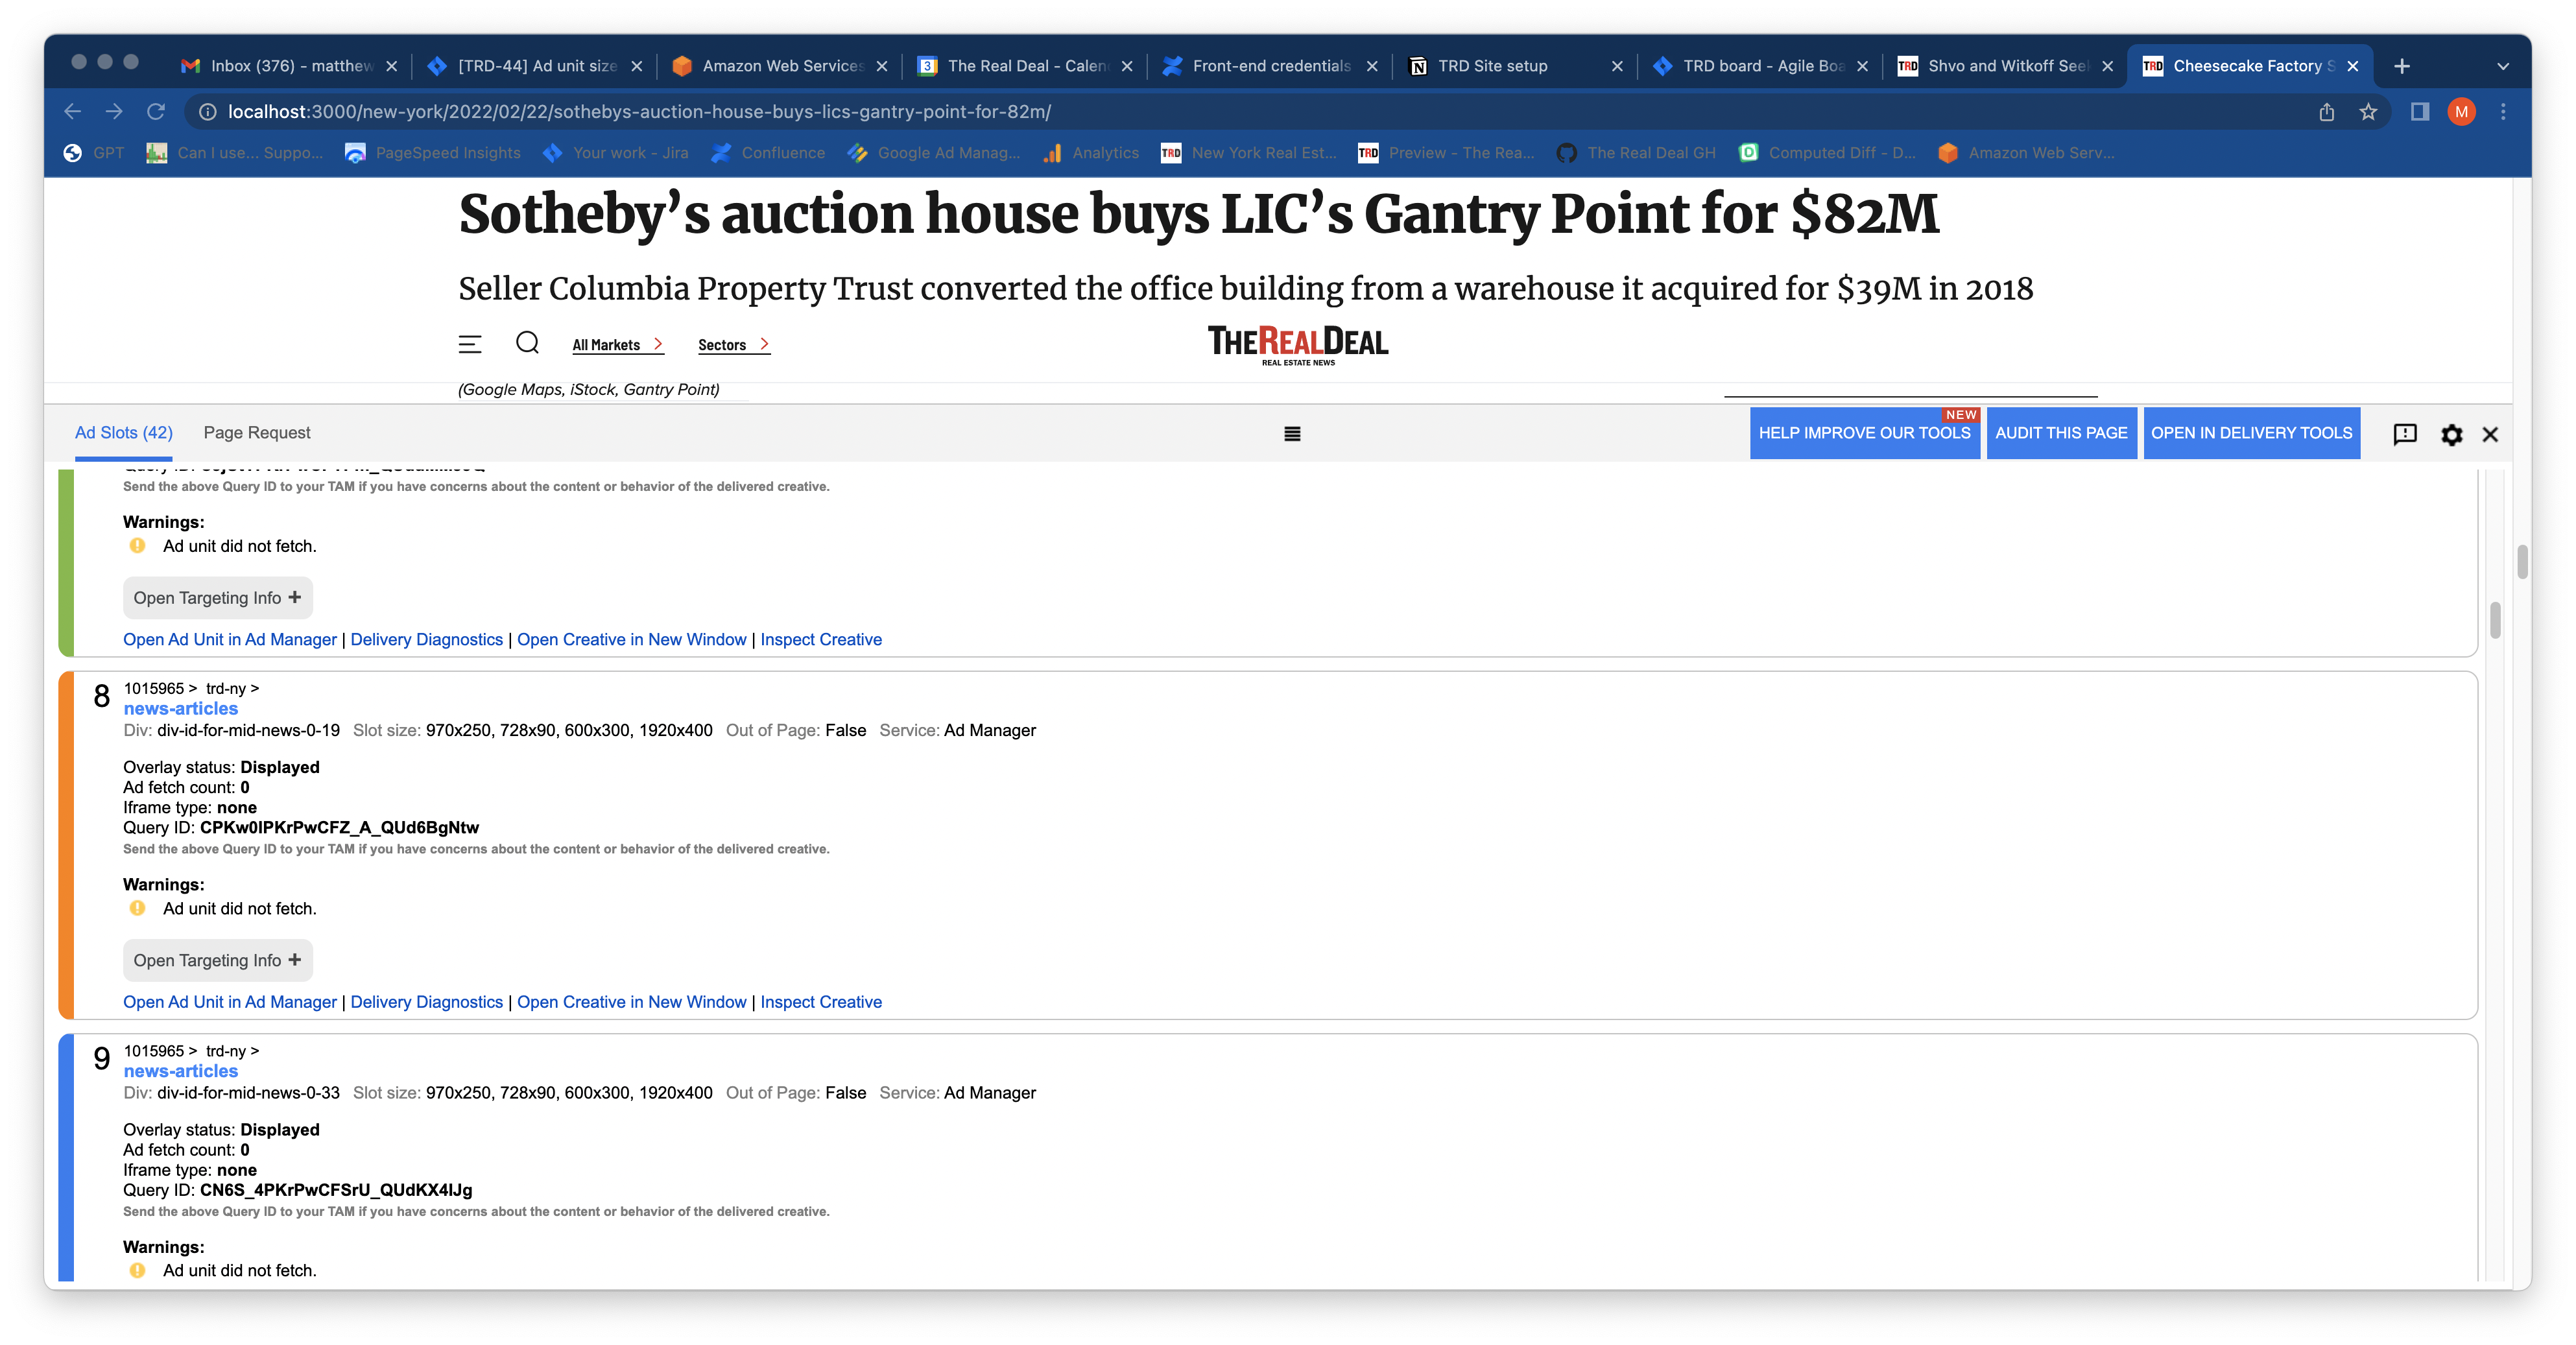 Inbox (376) - matthew
[TRD-44] Ad unit size
Amazon Web Services
The Real Deal - Calen
Front-end credentials
TRD Site setup
TRD board - Agile Boa
Shvo and Witkoff See
Cheesecake Factory S
localhost:3000/new-york/2022/02/22/sothebys-auction-house-buys-lics-gantry-point-for-82m/
M
GPT
Can I use... Suppo...
PageSpeed Insights
Your work - Jira
Confluence
Google Ad Manag...
Analytics
TRD New York Real Est...
TRD Preview - The Rea...
The Real Deal GH
Computed Diff - D...
Amazon Web Serv...
Sotheby’s auction house buys LIC’s Gantry Point for $82M
Seller Columbia Property Trust converted the office building from a warehouse it acquired for $39M in 2018
All Markets
Sectors
THEREALDEAL
REAL ESTATE NEWS
(Google Maps, iStock, Gantry Point)
Ad Slots (42)
Page Request
HELP IMPROVE OUR TOOLS
NEW
AUDIT THIS PAGE
OPEN IN DELIVERY TOOLS
Send the above Query ID to your TAM if you have concerns about the content or behavior of the delivered creative.
Warnings:
Ad unit did not fetch.
Open Targeting Info +
Open Ad Unit in Ad Manager | Delivery Diagnostics | Open Creative in New Window | Inspect Creative
8
1015965 > trd-ny >
news-articles
Div: div-id-for-mid-news-0-19 Slot size: 970x250, 728x90, 600x300, 1920x400 Out of Page: False Service: Ad Manager
Overlay status: Displayed
Ad fetch count: 0
Iframe type: none
Query ID: CPKw0IPKrPwCFZ_A_QUd6BgNtw
Send the above Query ID to your TAM if you have concerns about the content or behavior of the delivered creative.
Warnings:
Ad unit did not fetch.
Open Targeting Info +
Open Ad Unit in Ad Manager | Delivery Diagnostics | Open Creative in New Window | Inspect Creative
9
1015965 > trd-ny >
news-articles
Div: div-id-for-mid-news-0-33 Slot size: 970x250, 728x90, 600x300, 1920x400 Out of Page: False Service: Ad Manager
Overlay status: Displayed
Ad fetch count: 0
Iframe type: none
Query ID: CN6S_4PKrPwCFSrU_QUdKX4IJg
Send the above Query ID to your TAM if you have concerns about the content or behavior of the delivered creative.
Warnings:
Ad unit did not fetch.